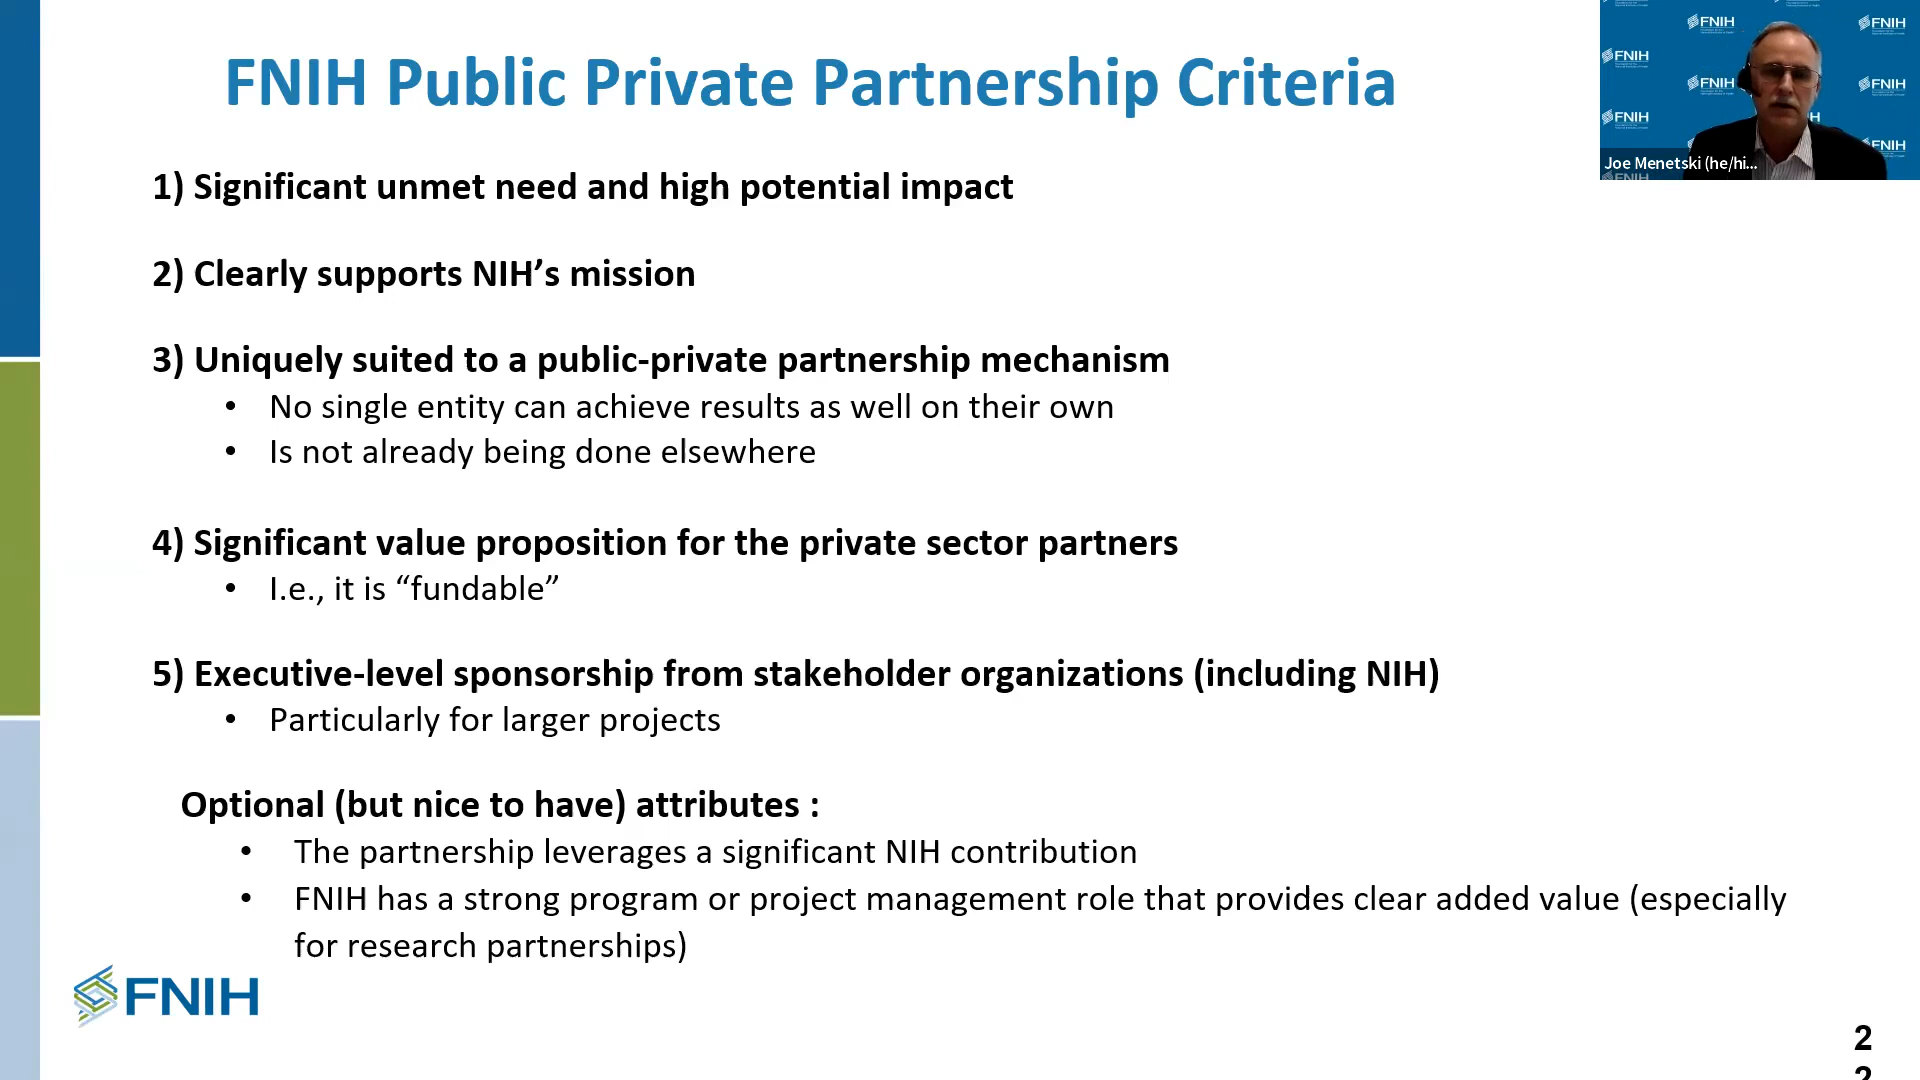 FNIH Public Private Partnership Criteria
1) Significant unmet need and high potential impact
2) Clearly supports NIH’s mission
3) Uniquely suited to a public-private partnership mechanism
• No single entity can achieve results as well on their own
• Is not already being done elsewhere
4) Significant value proposition for the private sector partners
• I.e., it is “fundable”
5) Executive-level sponsorship from stakeholder organizations (including NIH)
• Particularly for larger projects
Optional (but nice to have) attributes :
• The partnership leverages a significant NIH contribution
• FNIH has a strong program or project management role that provides clear added value (especially
for research partnerships)
FNIH
2
2
FNIH
FNIH
FNIH
FNIH
FNIH
FNIH
FNIH
Joe Menetski (he/hi...